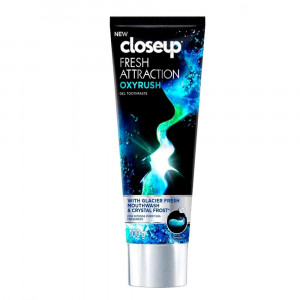 NEW
closeup
FRESH
ATTRACTION
OXYRUSH
GEL TOOTHPASTE
WITH GLACIER FRESH
MOUTHWASH
& CRYSTAL FROST*